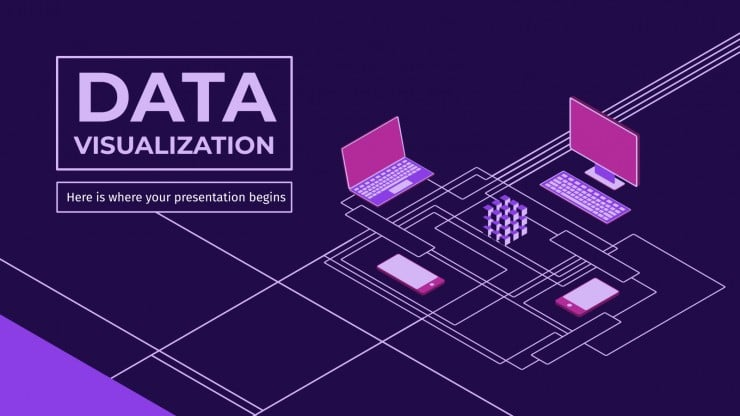 DATA
VISUALIZATION
Here is where your presentation begins